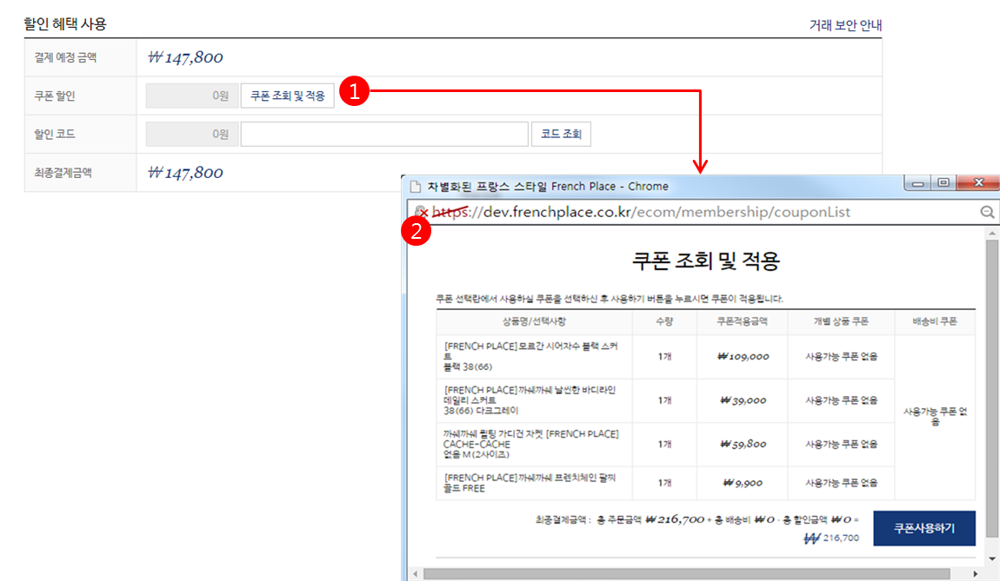 할인 혜택 사용
거래 보안 안내
결제 예정 금액
₩147,800
쿠폰 할인
0원
쿠폰 조회 및 적용
1
할인 코드
0원
코드 조회
최종결제금액
₩147,800
차별화된 프랑스 스타일 French Place - Chrome
https://dev.frenchplace.co.kr/ecom/membership/couponList
2
쿠폰 조회 및 적용
쿠폰 선택란에서 사용하실 쿠폰을 선택하신 후 사용하기 버튼을 누르시면 쿠폰이 적용됩니다.
상품명/선택사항
수량
쿠폰적용금액
개별 상품 쿠폰
배송비 쿠폰
[FRENCH PLACE]모르간 시어자수 블랙 스커
트
블랙 38(66)
1개
₩109,000
사용가능 쿠폰 없음
[FRENCH PLACE]까쉐까쉐 날씬한 바디라인
데일리 스커트
38(66) 다크그레이
1개
₩39,000
사용가능 쿠폰 없음
사용가능 쿠폰 없
음
까쉐까쉐 퀼팅 가디건 자켓 [FRENCH PLACE]
CACHE-CACHE
없음 M(2사이즈)
1개
₩59,800
사용가능 쿠폰 없음
[FRENCH PLACE]까쉐까쉐 프렌치체인 팔찌
골드 FREE
1개
₩9,900
사용가능 쿠폰 없음
최종결제금액 : 총 주문금액 ₩216,700 + 총 배송비 ₩0 - 총 할인금액 ₩0 =
₩ 216,700
쿠폰사용하기